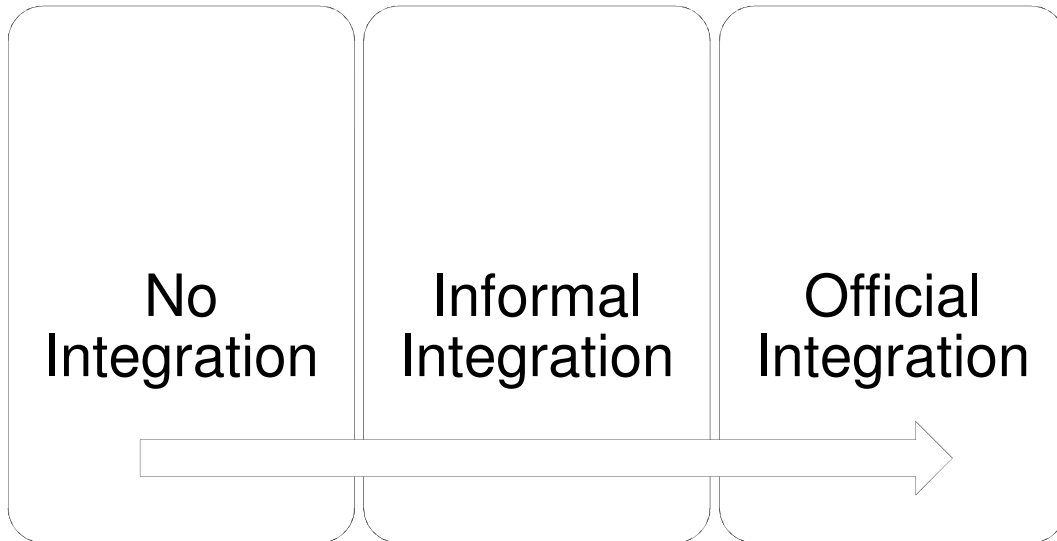 No
Integration
Informal
Integration
Official
Integration